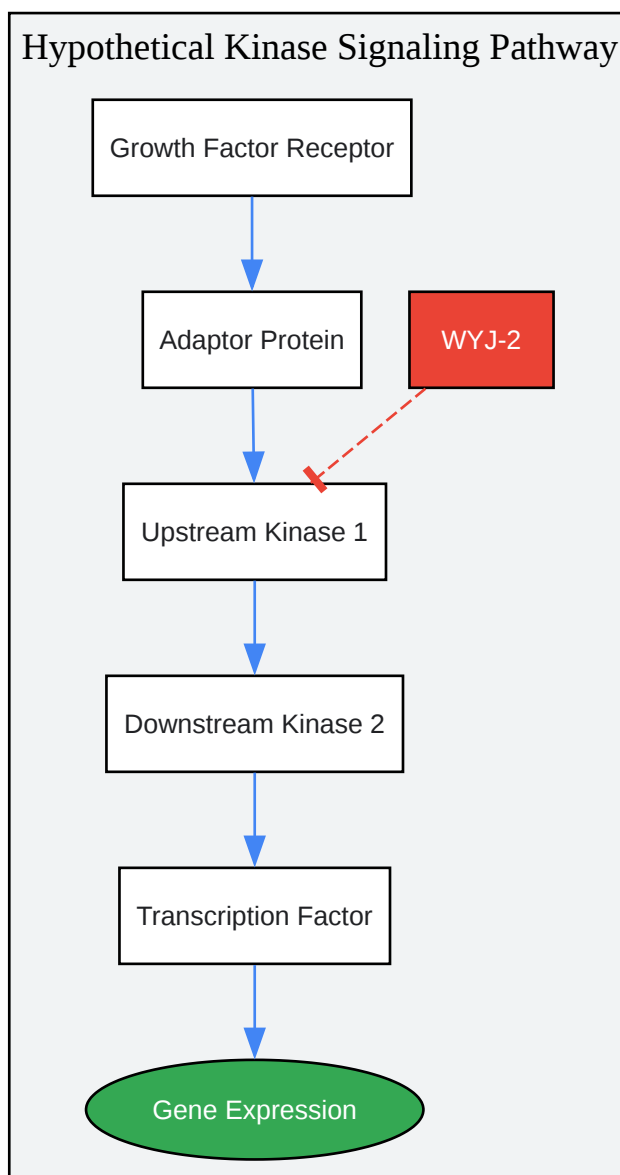 Hypothetical Kinase Signaling Pathway
Growth Factor Receptor
Adaptor Protein
WYJ-2
Upstream Kinase 1
Downstream Kinase 2
Transcription Factor
Gene Expression